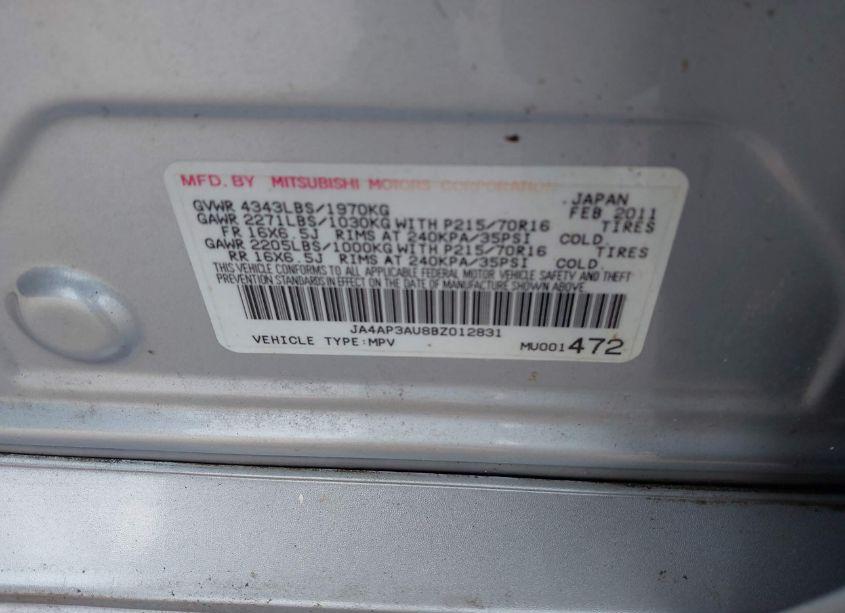 MFD. BY MITSUBISHI MOTORS CORPORATION
JAPAN
GVWR 4343LBS/1970KG FEB 2011
GAWR 2271LBS/1030KG WITH P215/70R16 TIRES
FR 16X6.5J RIMS AT 240KPA/35PSI COLD
GAWR 2205LBS/1000KG WITH P215/70R16 TIRES
RR 16X6.5J RIMS AT 240KPA/35PSI COLD
THIS VEHICLE CONFORMS TO ALL APPLICABLE FEDERAL MOTOR VEHICLE SAFETY AND THEFT
PREVENTION STANDARDS IN EFFECT ON THE DATE OF MANUFACTURE SHOWN ABOVE.
JA4AP3AU8BZ012831
VEHICLE TYPE:MPV MU001472